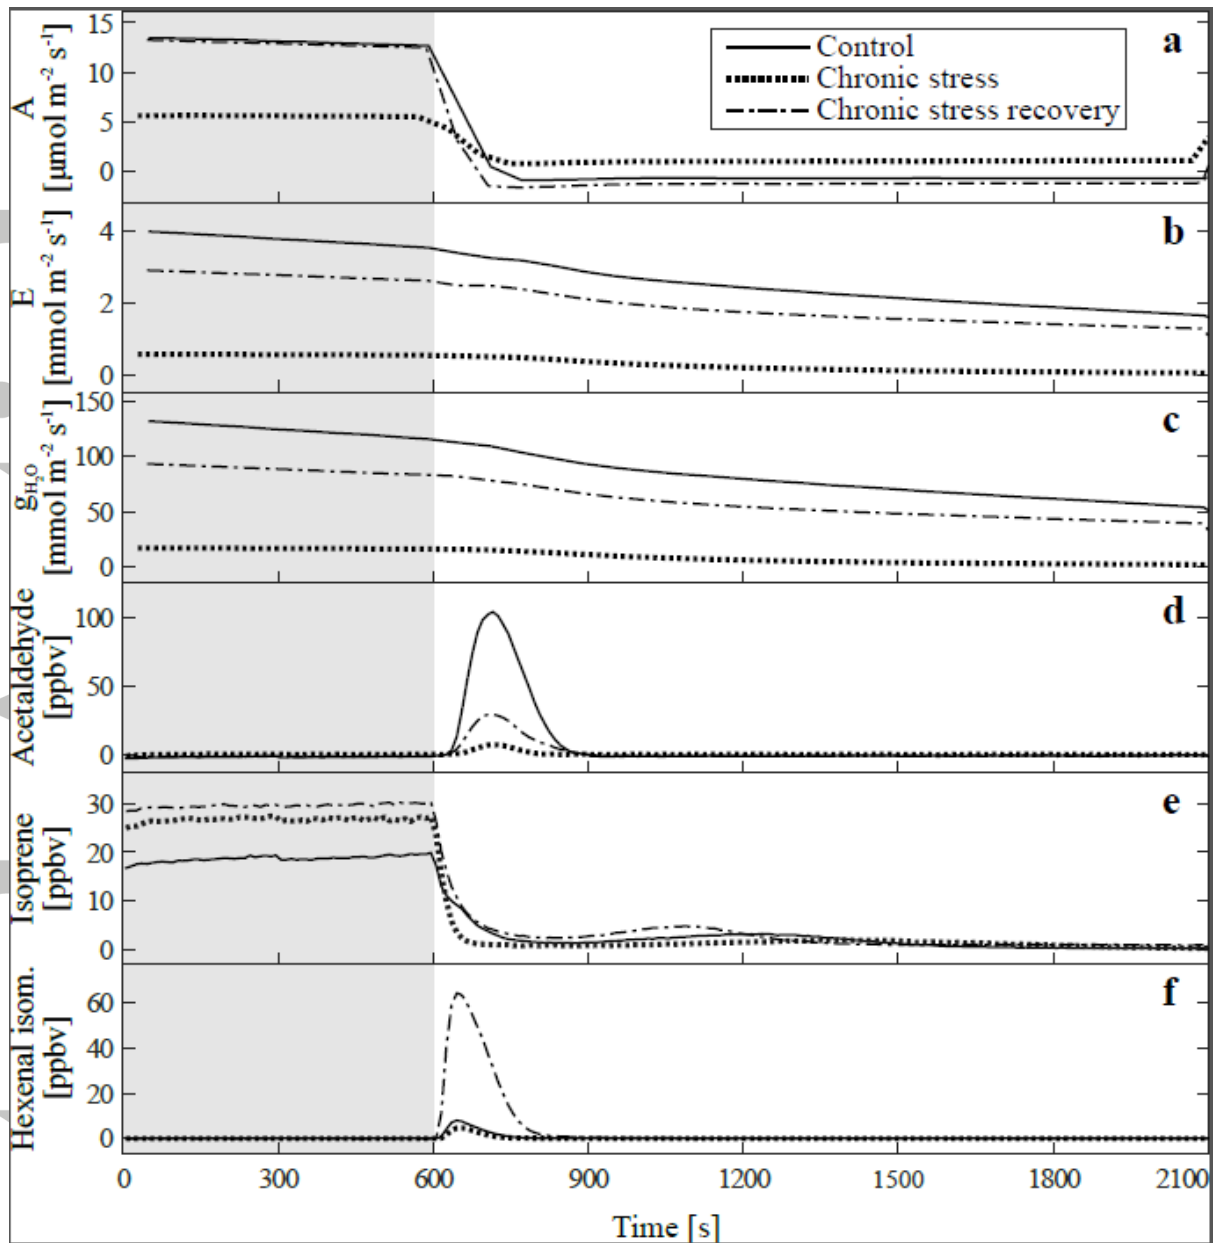 A
[µmol m⁻² s⁻¹]
15
10
5
0
a
Control
Chronic stress
Chronic stress recovery
E
[mmol m⁻² s⁻¹]
4
2
0
b
g_H₂O
[mmol m⁻² s⁻¹]
150
100
50
0
c
Acetaldehyde
[ppbv]
100
50
0
d
Isoprene
[ppbv]
30
20
10
0
e
Hexenal isom.
[ppbv]
60
40
20
0
f
0 300 600 900 1200 1500 1800 2100
Time [s]